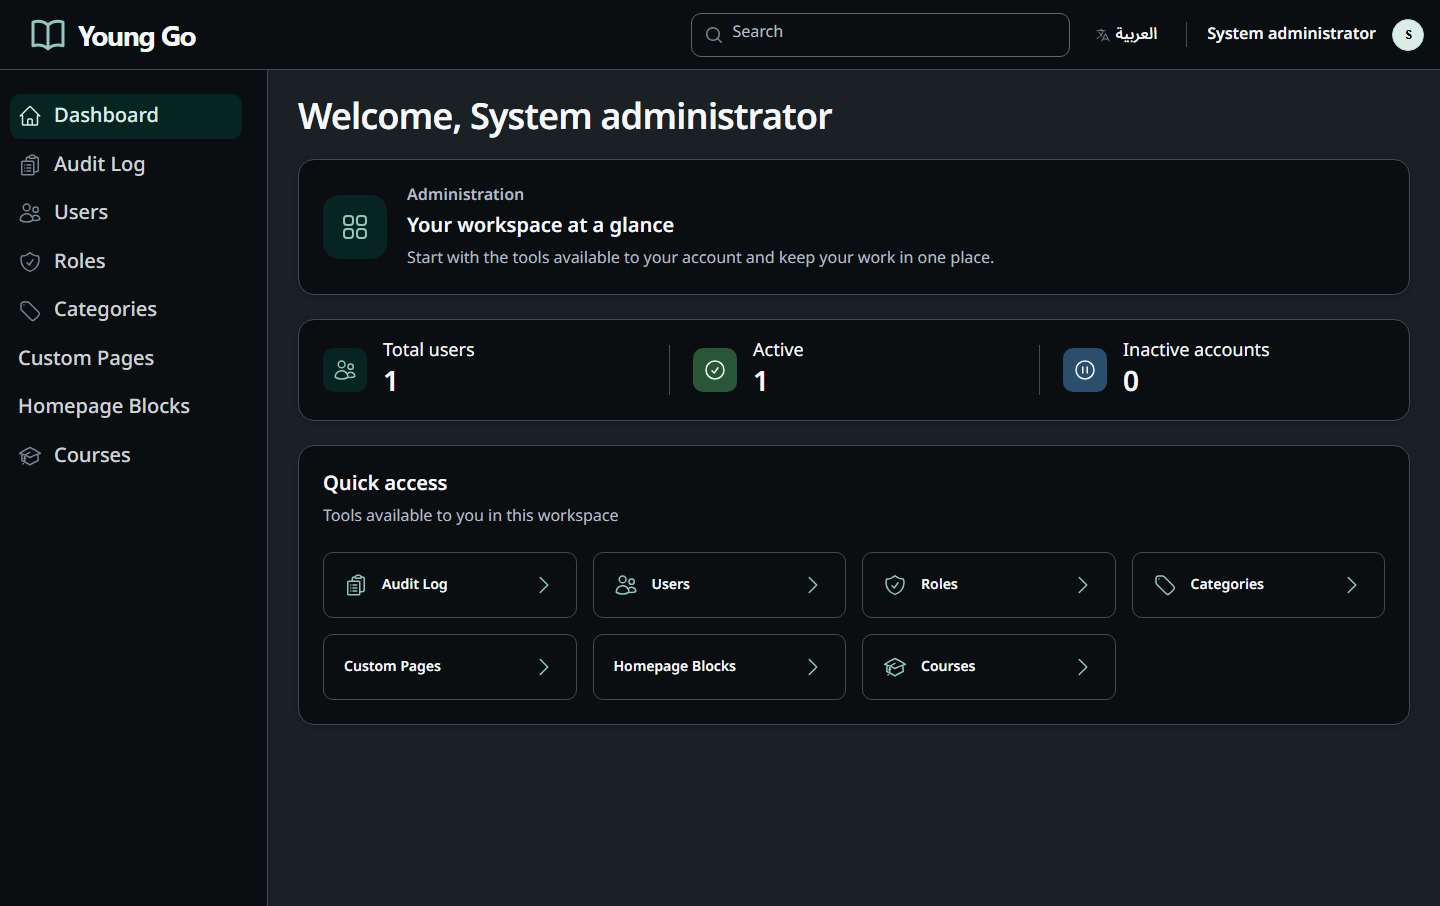 Young Go
Search
العربية
System administrator
S
Dashboard
Audit Log
Users
Roles
Categories
Custom Pages
Homepage Blocks
Courses
Welcome, System administrator
Administration
Your workspace at a glance
Start with the tools available to your account and keep your work in one place.
Total users
1
Active
1
Inactive accounts
0
Quick access
Tools available to you in this workspace
Audit Log
Users
Roles
Categories
Custom Pages
Homepage Blocks
Courses